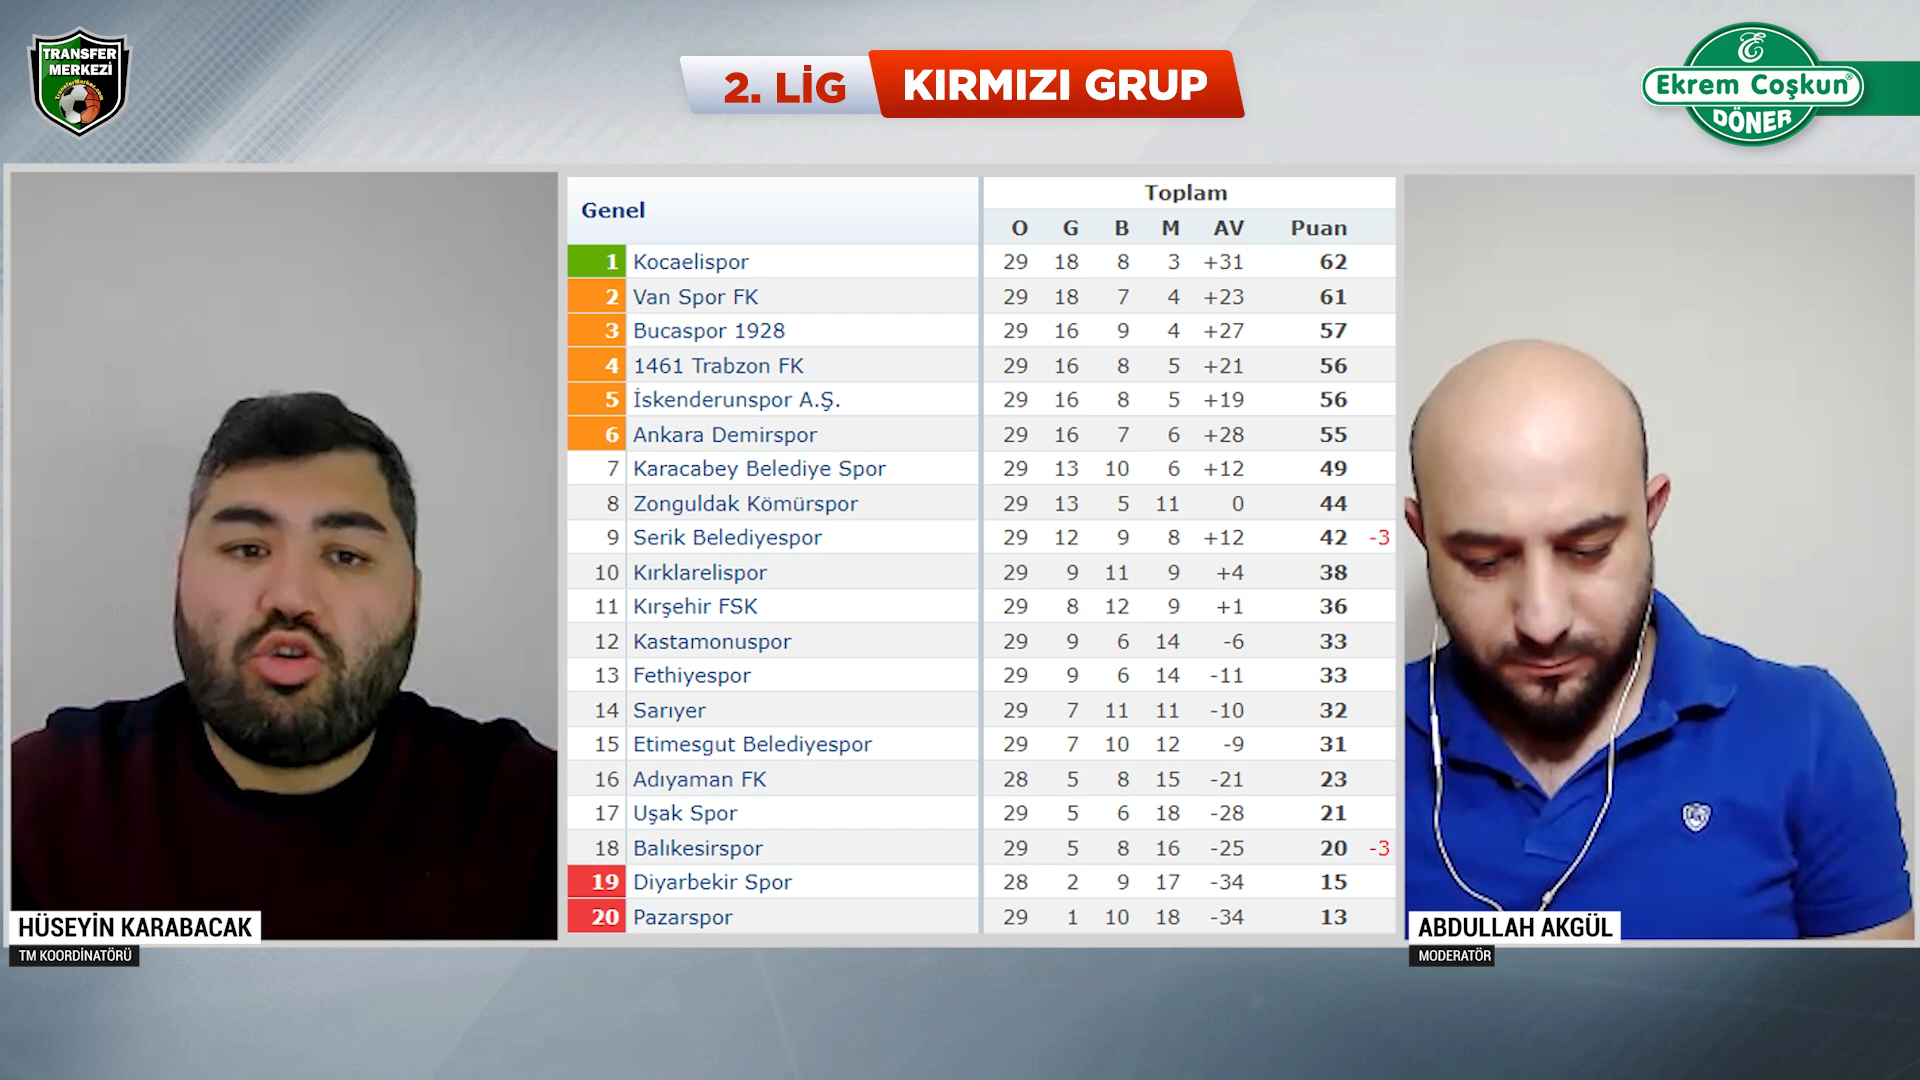 TRANSFER
MERKEZİ
2. LİG KIRMIZI GRUP
Ekrem Coşkun®
DÖNER
Genel
Toplam
O G B M AV Puan
1 Kocaelispor 29 18 8 3 +31 62
2 Van Spor FK 29 18 7 4 +23 61
3 Bucaspor 1928 29 16 9 4 +27 57
4 1461 Trabzon FK 29 16 8 5 +21 56
5 İskenderunspor A.Ş. 29 16 8 5 +19 56
6 Ankara Demirspor 29 16 7 6 +28 55
7 Karacabey Belediye Spor 29 13 10 6 +12 49
8 Zonguldak Kömürspor 29 13 5 11 0 44
9 Serik Belediyespor 29 12 9 8 +12 42 -3
10 Kırklarelispor 29 9 11 9 +4 38
11 Kırşehir FSK 29 8 12 9 +1 36
12 Kastamonuspor 29 9 6 14 -6 33
13 Fethiyespor 29 9 6 14 -11 33
14 Sarıyer 29 7 11 11 -10 32
15 Etimesgut Belediyespor 29 7 10 12 -9 31
16 Adıyaman FK 28 5 8 15 -21 23
17 Uşak Spor 29 5 6 18 -28 21
18 Balıkesirspor 29 5 8 16 -25 20 -3
19 Diyarbekir Spor 28 2 9 17 -34 15
20 Pazarspor 29 1 10 18 -34 13
HÜSEYİN KARABACAK
TM KOORDİNATÖRÜ
ABDULLAH AKGÜL
MODERATÖR